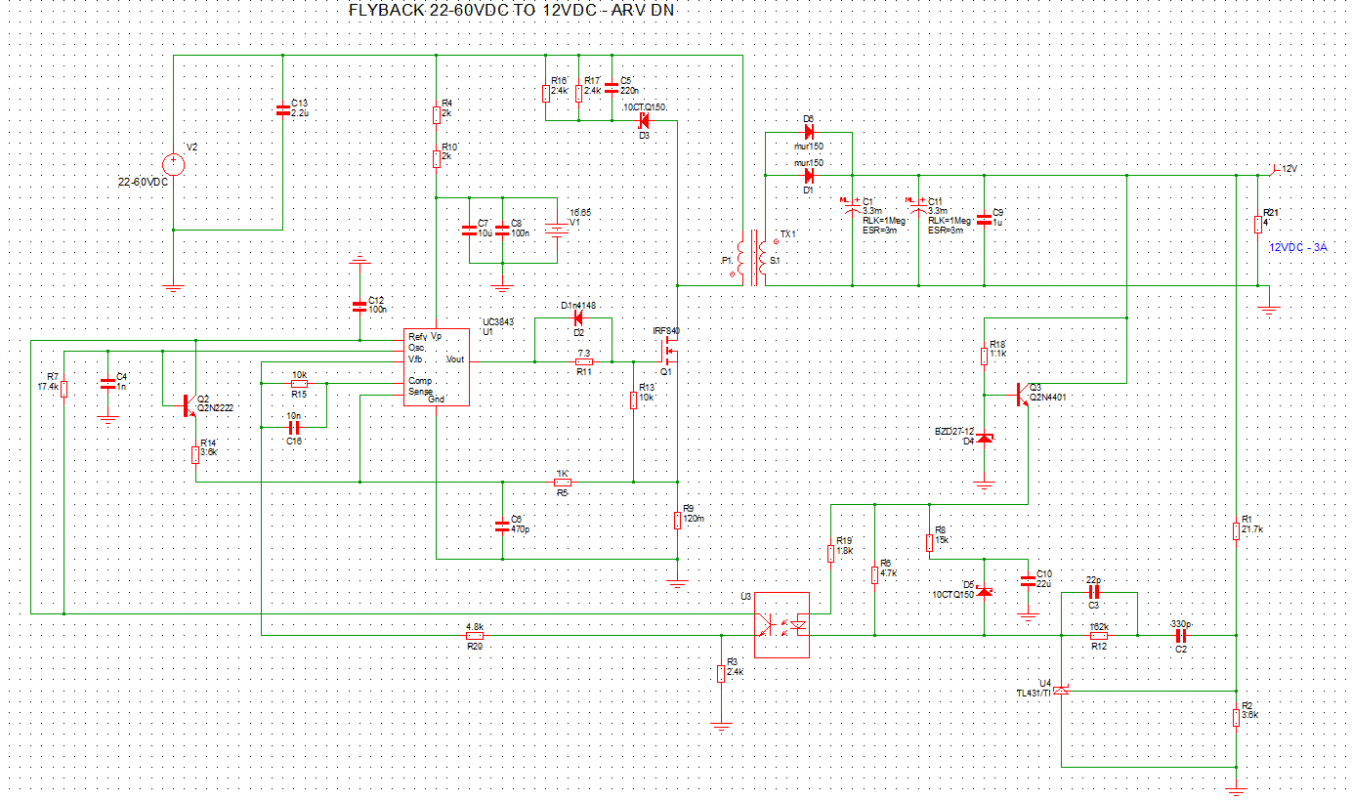 FLYBACK 22-60VDC TO 12VDC - ARV DN
V2
22-60VDC
C13
2.2u
R4
2k
R10
2k
R16
2.4k
R17
2.4k
C5
220n
10CTQ150
D3
D6
mur150
mur150
D1
C7
10u
C8
100n
16.65
V1
P1
S1
TX1
ML
C1
3.3m
RLK=1Meg
ESR=3m
ML
C11
3.3m
RLK=1Meg
ESR=3m
C9
1u
12V
R21
4
12VDC - 3A
C12
100n
UC3843
U1
Refv
Vp
Osc
Vfb
Vout
Comp
Sense
Gnd
D1n4148
D2
7.3
R11
IRF840
Q1
R13
10k
R7
17.4k
C4
1n
Q2
Q2N2222
R14
3.6k
10k
R15
10n
C16
1K
R5
C6
470p
R9
120m
R18
1.1k
Q3
Q2N4401
BZD27-12
D4
R19
1.8k
R6
4.7k
R8
15k
D5
10CTQ150
C10
22u
R1
21.7k
U3
4.8k
R20
R3
2.4k
22p
C3
162k
R12
330p
C2
U4
TL431/TI
R2
3.6k